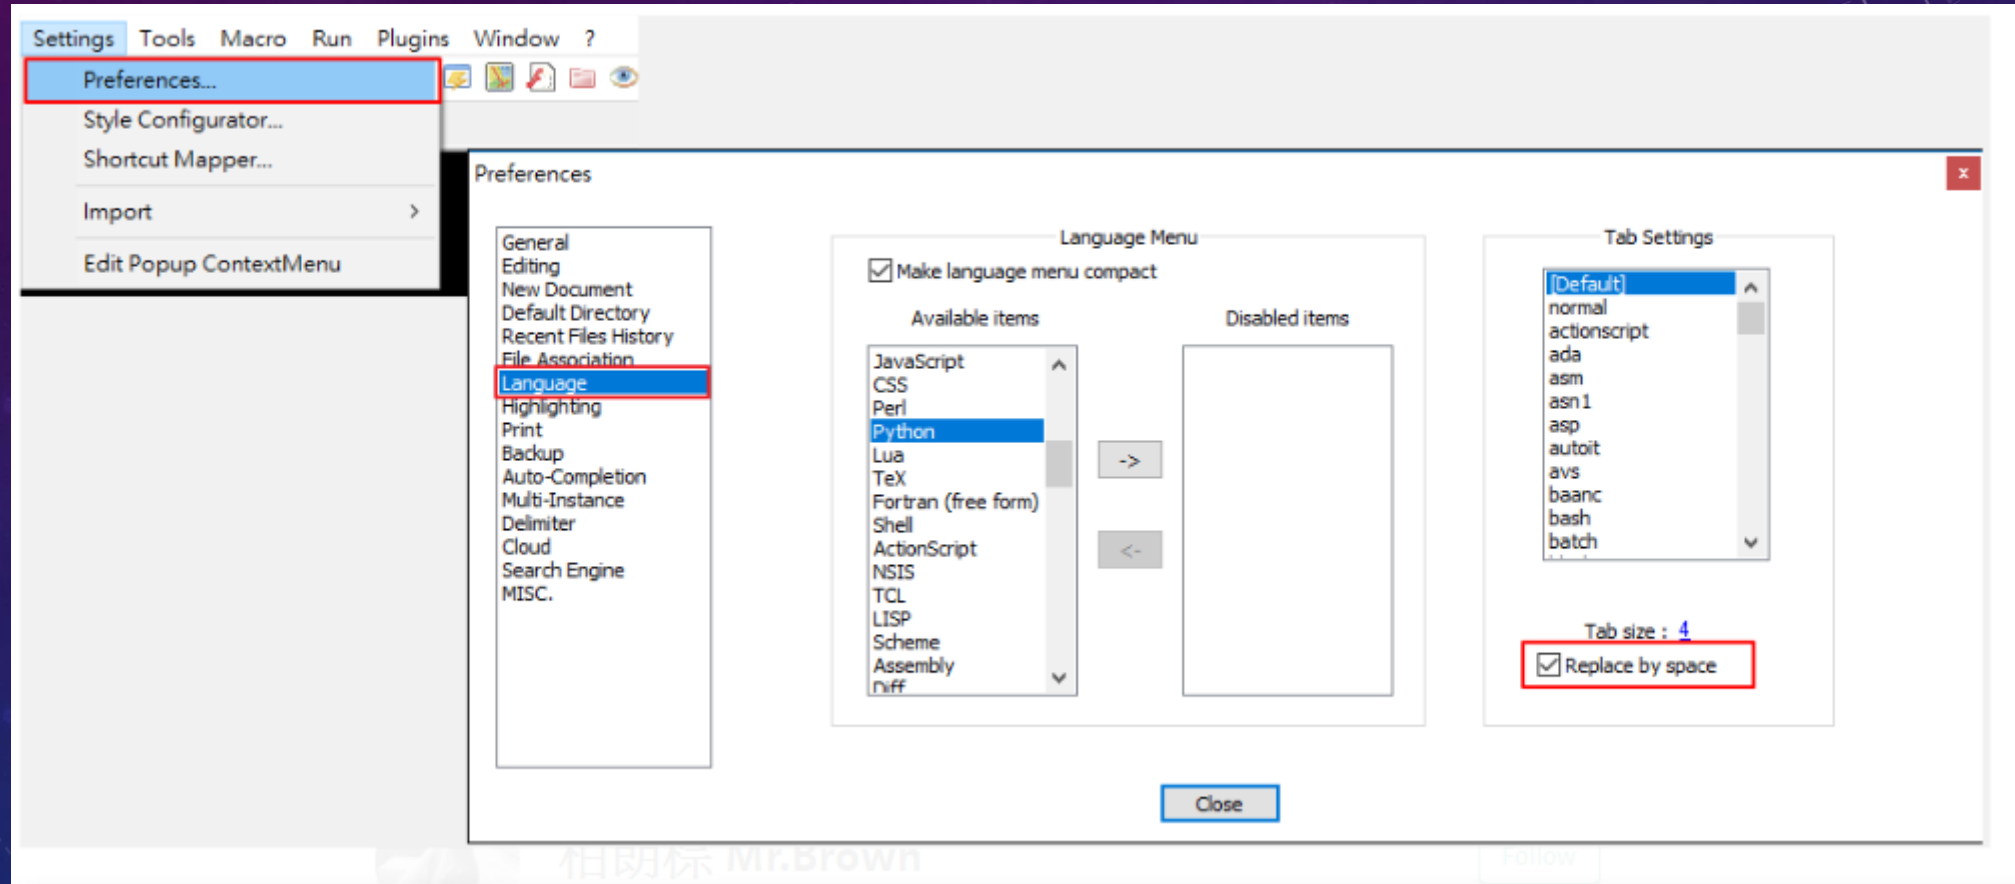 Settings Tools Macro Run Plugins Window ?
Preferences...
Style Configurator...
Shortcut Mapper...
Import >
Edit Popup ContextMenu
Preferences x
General
Editing
New Document
Default Directory
Recent Files History
File Association
Language
Highlighting
Print
Backup
Auto-Completion
Multi-Instance
Delimiter
Cloud
Search Engine
MISC.
Language Menu
Make language menu compact
Available items
JavaScript
CSS
Perl
Python
Lua
TeX
Fortran (free form)
Shell
ActionScript
NSIS
TCL
LISP
Scheme
Assembly
Diff
->
<-
Disabled items
Tab Settings
[Default]
normal
actionscript
ada
asm
asn1
asp
autoit
avs
baanc
bash
batch
Tab size : 4
Replace by space
Close
Mr.Brown
Follow